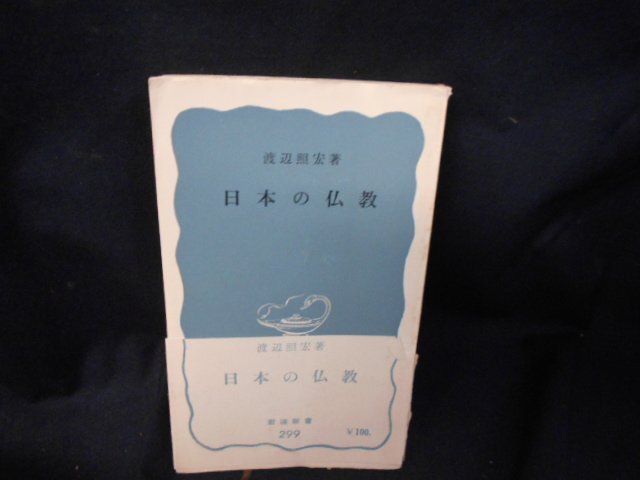 渡辺照宏著
日本の仏教
渡辺照宏著
日本の仏教
岩波新書
299
¥100.